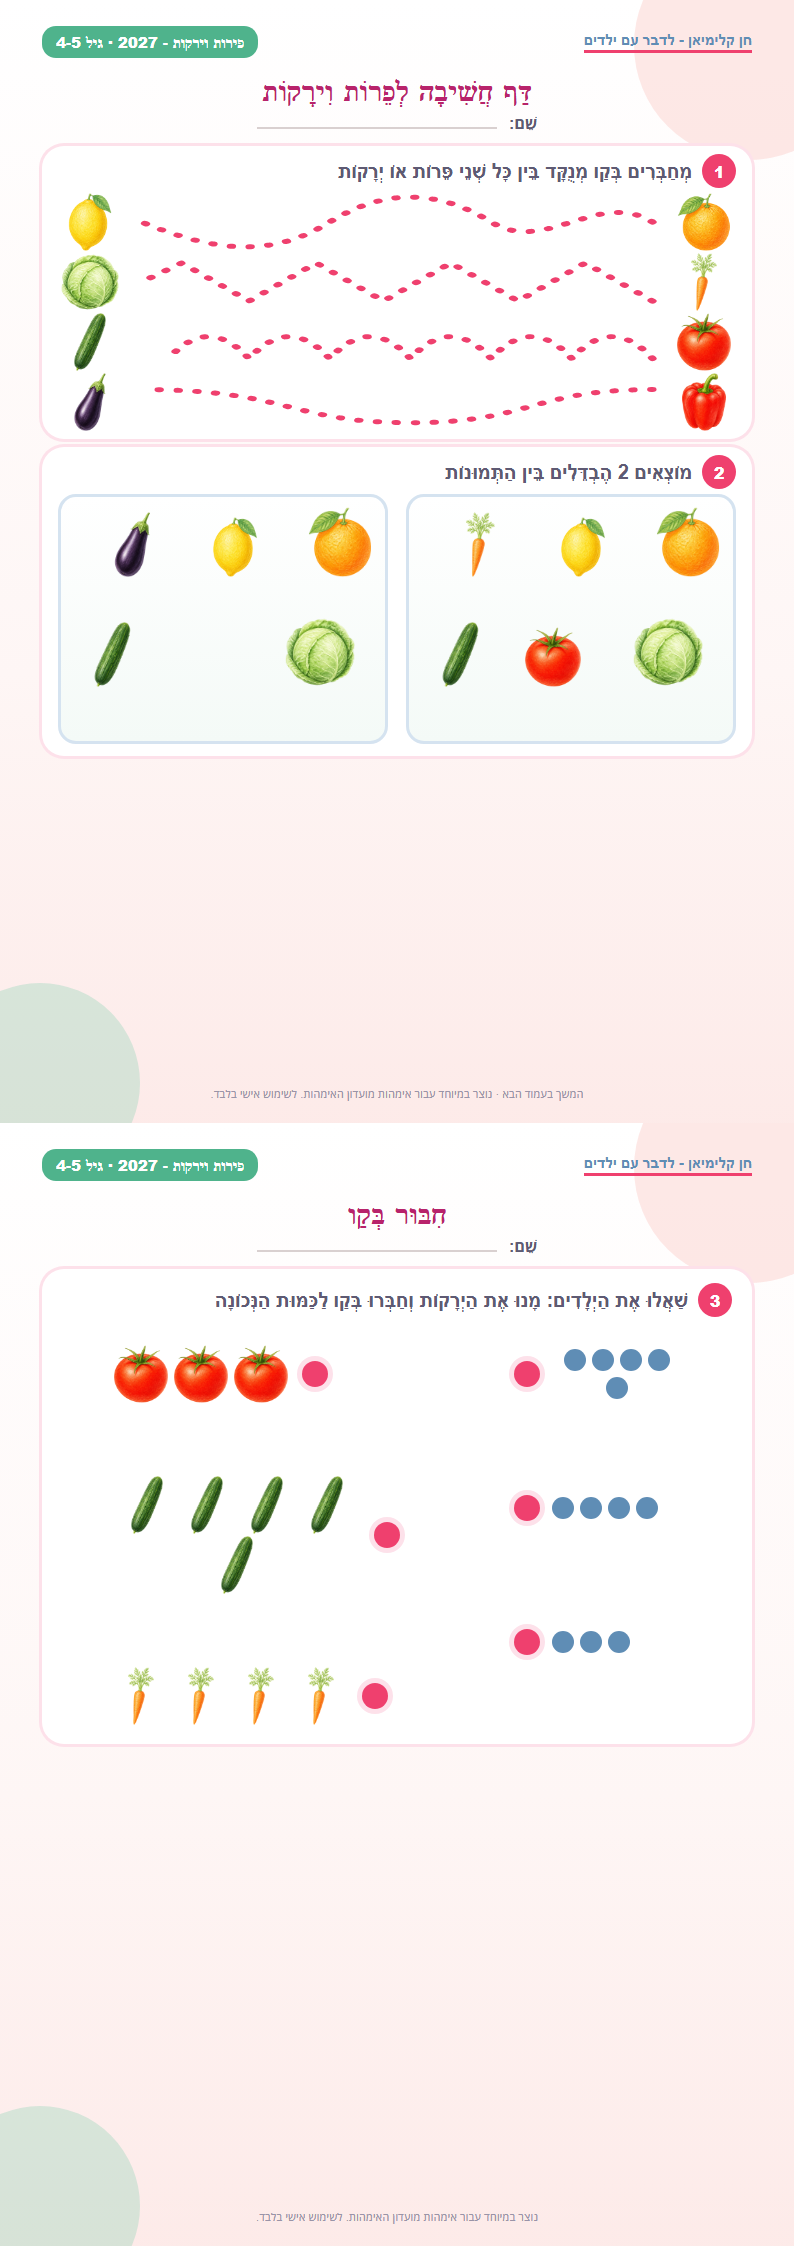 חן קלימיאן - לדבר עם ילדים
פירות וירקות - 2027 · גיל 4-5
דַּף חֲשִׁיבָה לְפֵרוֹת וִירָקוֹת
שֵׁם:
1
מְחַבְּרִים בְּקַו מְנֻקָּד בֵּין כָּל שְׁנֵי פֵּרוֹת אוֹ יְרָקוֹת
2
מוֹצְאִים 2 הֶבְדֵּלִים בֵּין הַתְּמוּנוֹת
המשך בעמוד הבא · נוצר במיוחד עבור אימהות מועדון האימהות. לשימוש אישי בלבד.
חן קלימיאן - לדבר עם ילדים
פירות וירקות - 2027 · גיל 4-5
חִבּוּר בְּקַו
שֵׁם:
3
שַׁאֲלוּ אֶת הַיְלָדִים: מָנוּ אֶת הַיְרָקוֹת וְחַבְּרוּ בְּקַו לַכַּמּוּת הַנְּכוֹנָה
נוצר במיוחד עבור אימהות מועדון האימהות. לשימוש אישי בלבד.